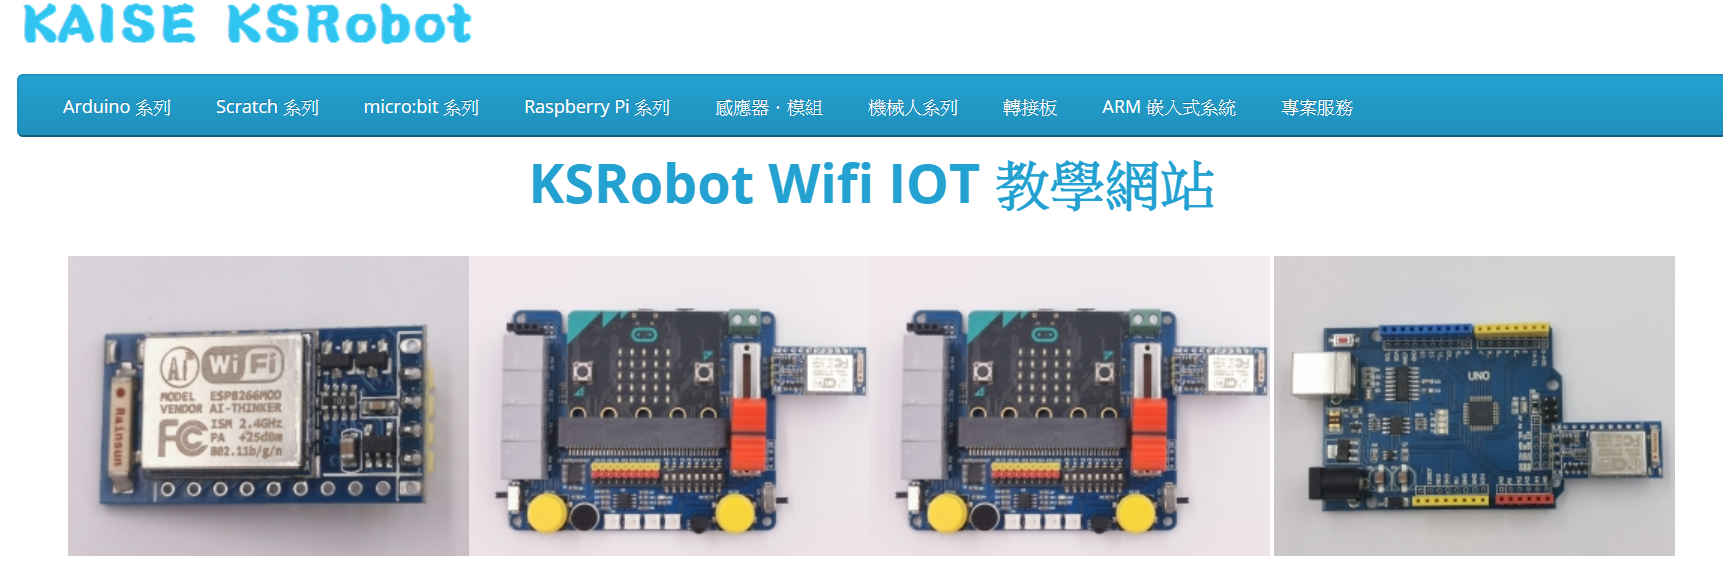 KAISE KSRobot
Arduino 系列 Scratch 系列 micro:bit 系列 Raspberry Pi 系列 感應器・模組 機械人系列 轉接板 ARM 嵌入式系統 專案服務
KSRobot Wifi IOT 教學網站
Ai WiFi
MODEL ESP8266MOD
VENDOR AI-THINKER
FC ISM 2.4GHz
PA +25dBm
802.11b/g/n
Rainsun
UNO